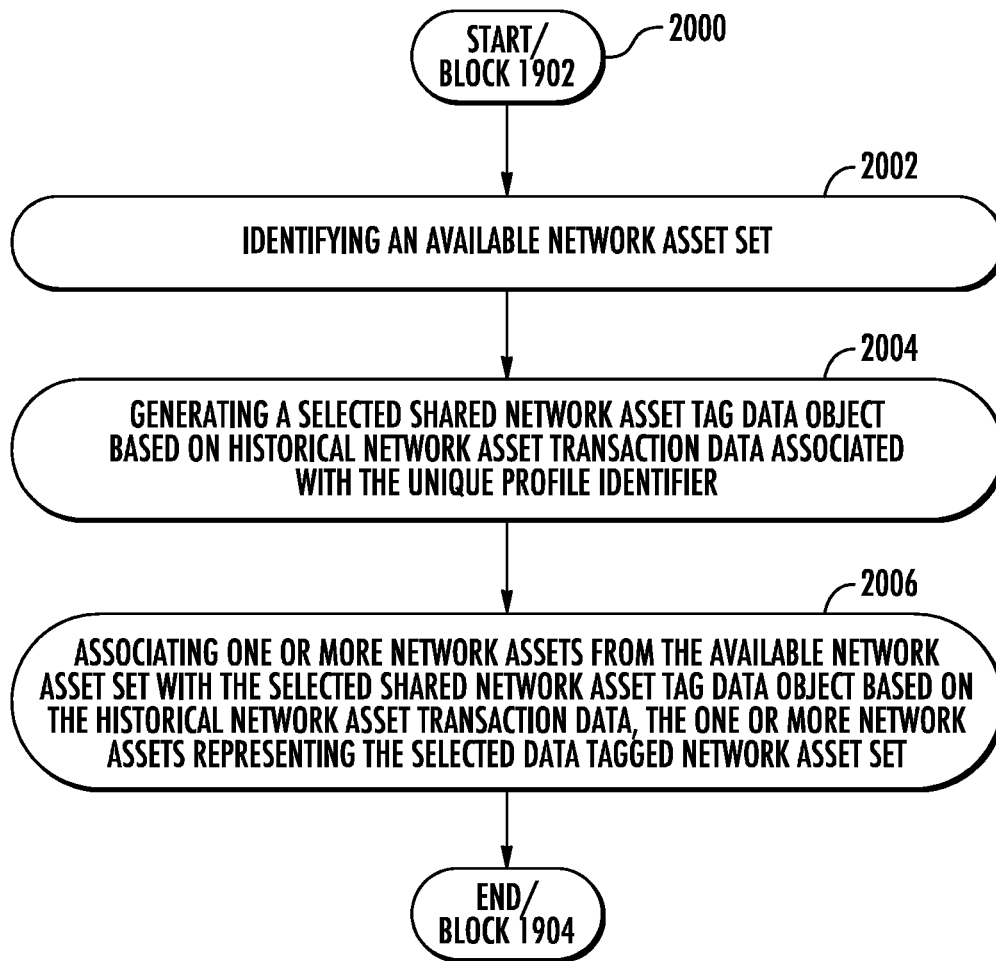 START/
BLOCK 1902
2000
2002
IDENTIFYING AN AVAILABLE NETWORK ASSET SET
2004
GENERATING A SELECTED SHARED NETWORK ASSET TAG DATA OBJECT
BASED ON HISTORICAL NETWORK ASSET TRANSACTION DATA ASSOCIATED
WITH THE UNIQUE PROFILE IDENTIFIER
2006
ASSOCIATING ONE OR MORE NETWORK ASSETS FROM THE AVAILABLE NETWORK
ASSET SET WITH THE SELECTED SHARED NETWORK ASSET TAG DATA OBJECT BASED ON
THE HISTORICAL NETWORK ASSET TRANSACTION DATA, THE ONE OR MORE NETWORK
ASSETS REPRESENTING THE SELECTED DATA TAGGED NETWORK ASSET SET
END/
BLOCK 1904